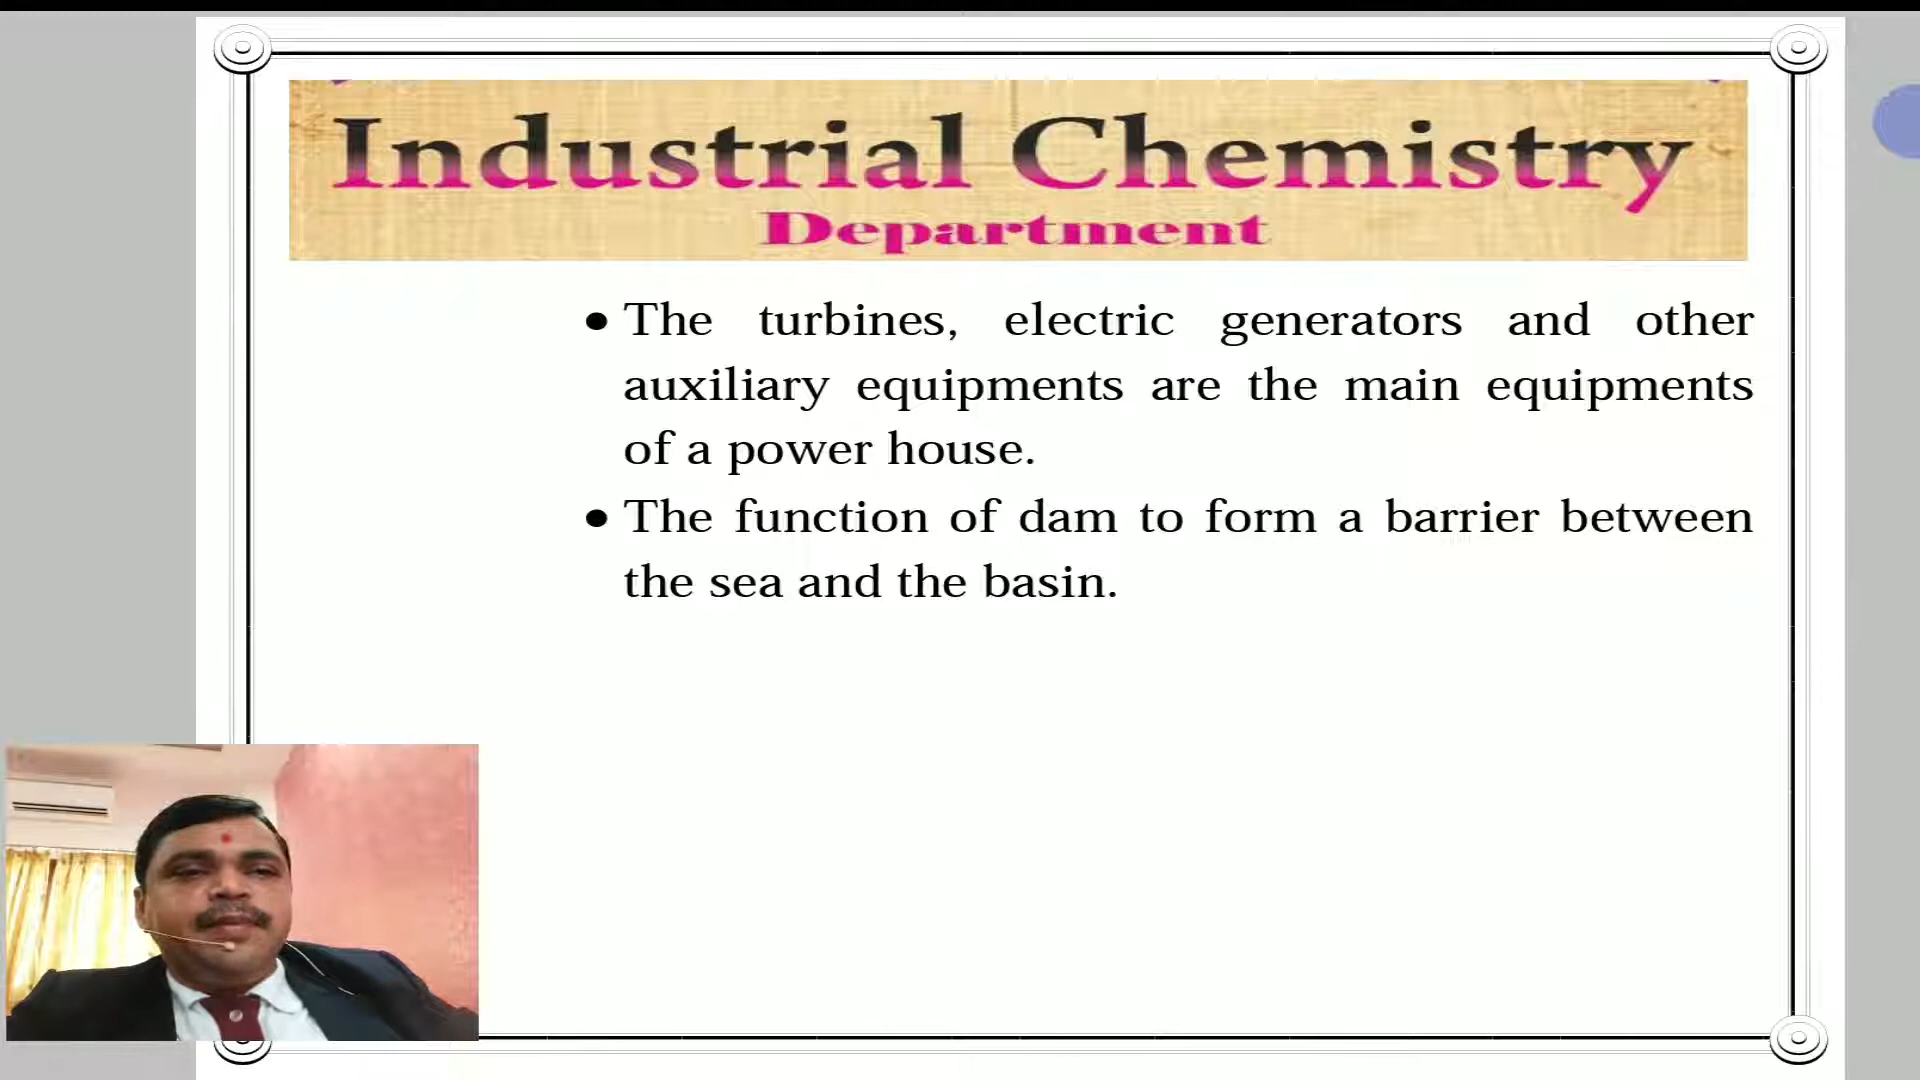 Industrial Chemistry
Department
• The turbines, electric generators and other
auxiliary equipments are the main equipments
of a power house.
• The function of dam to form a barrier between
the sea and the basin.